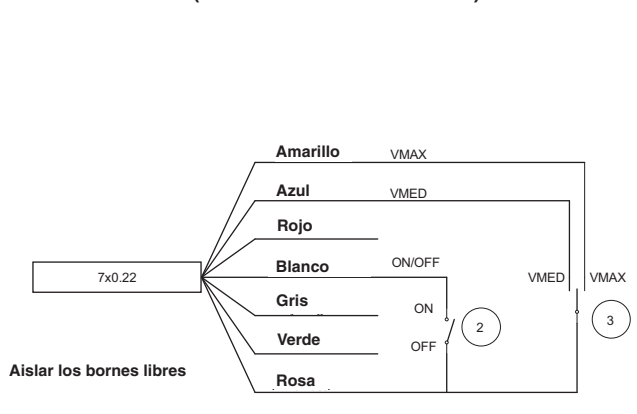 Amarillo
VMAX
Azul
VMED
Rojo
Blanco
ON/OFF
7x0.22
VMED
VMAX
Gris
ON
2
3
Verde
OFF
Aislar los bornes libres
Rosa